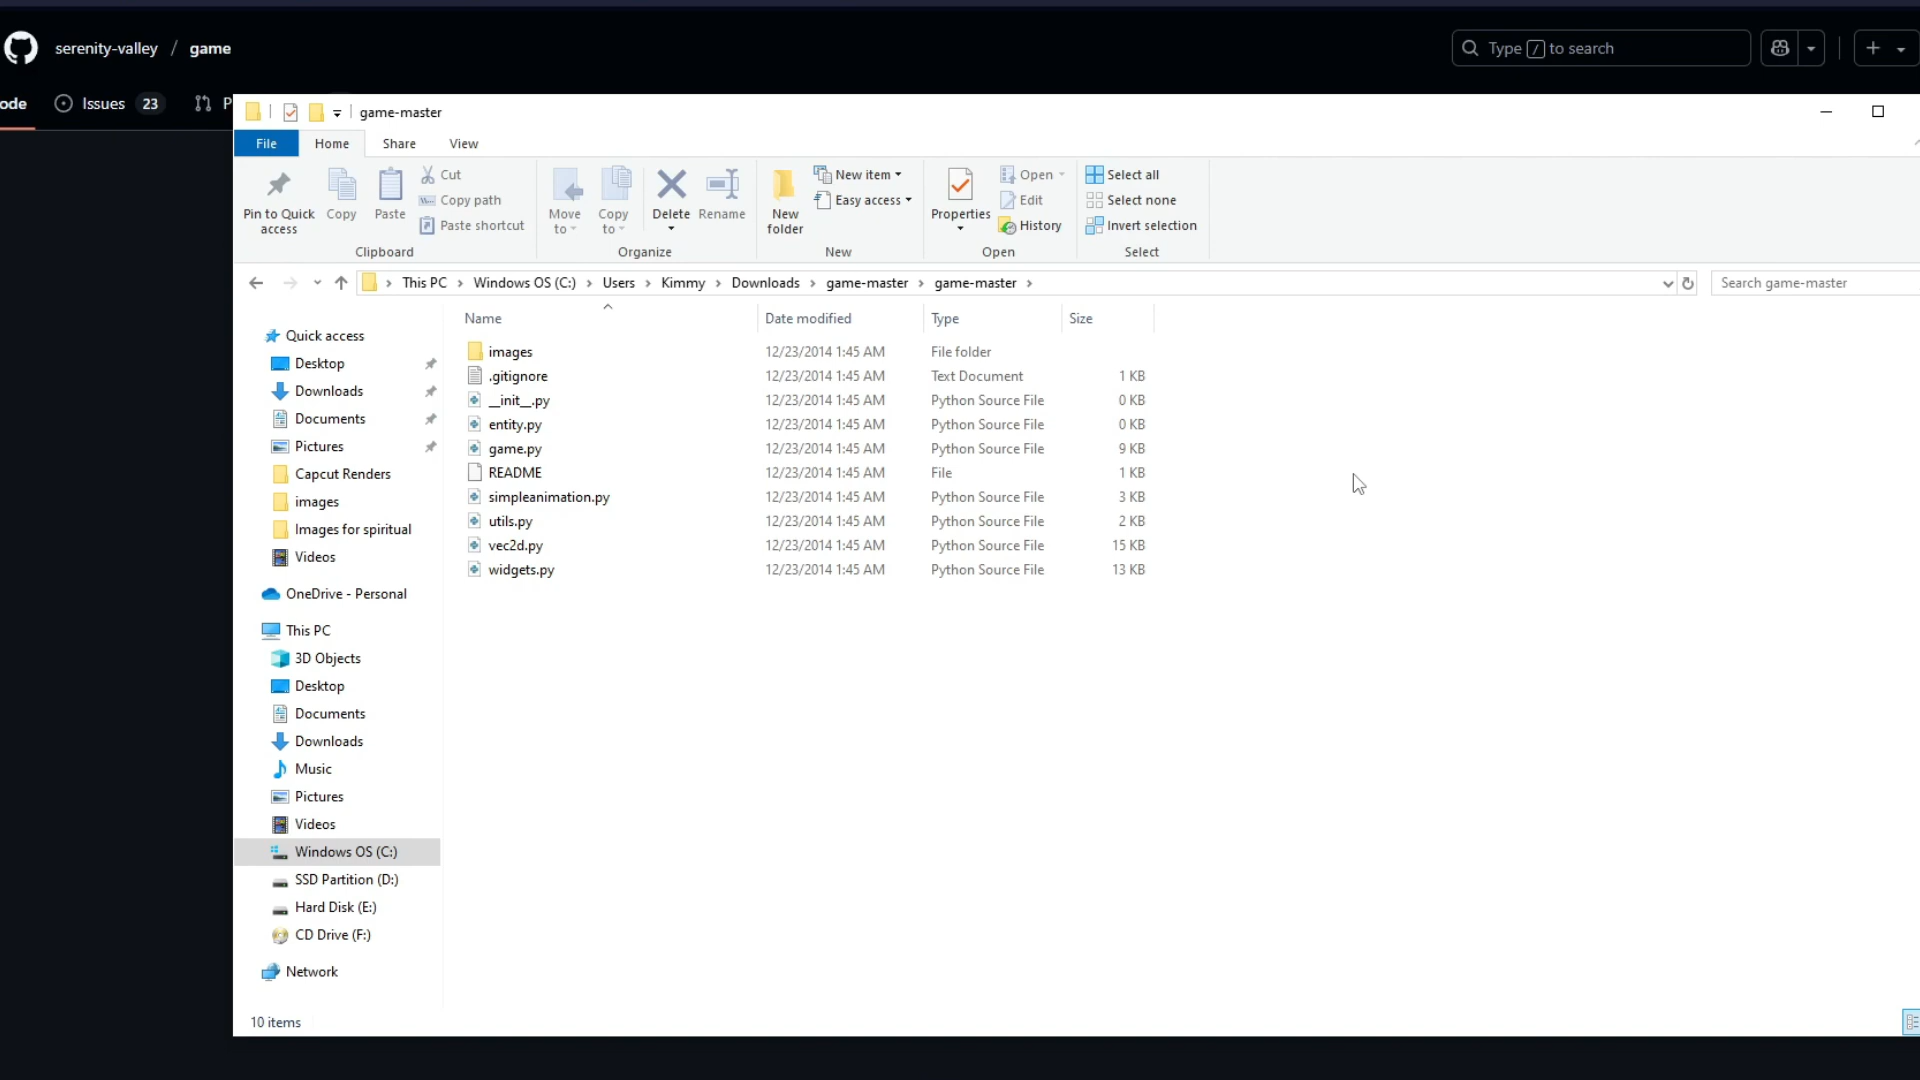 serenity-valley / game
Type / to search
ode Issues 23 P
game-master
File Home Share View
Pin to Quick access
Copy
Paste
Cut
Copy path
Paste shortcut
Clipboard
Move to
Copy to
Delete
Rename
Organize
New folder
New item
Easy access
New
Properties
Open
Edit
History
Open
Select all
Select none
Invert selection
Select
This PC > Windows OS (C:) > Users > Kimmy > Downloads > game-master > game-master >
Search game-master
Name Date modified Type Size
images 12/23/2014 1:45 AM File folder
.gitignore 12/23/2014 1:45 AM Text Document 1 KB
__init__.py 12/23/2014 1:45 AM Python Source File 0 KB
entity.py 12/23/2014 1:45 AM Python Source File 0 KB
game.py 12/23/2014 1:45 AM Python Source File 9 KB
README 12/23/2014 1:45 AM File 1 KB
simpleanimation.py 12/23/2014 1:45 AM Python Source File 3 KB
utils.py 12/23/2014 1:45 AM Python Source File 2 KB
vec2d.py 12/23/2014 1:45 AM Python Source File 15 KB
widgets.py 12/23/2014 1:45 AM Python Source File 13 KB
Quick access
Desktop
Downloads
Documents
Pictures
Capcut Renders
images
Images for spiritual
Videos
OneDrive - Personal
This PC
3D Objects
Desktop
Documents
Downloads
Music
Pictures
Videos
Windows OS (C:)
SSD Partition (D:)
Hard Disk (E:)
CD Drive (F:)
Network
10 items